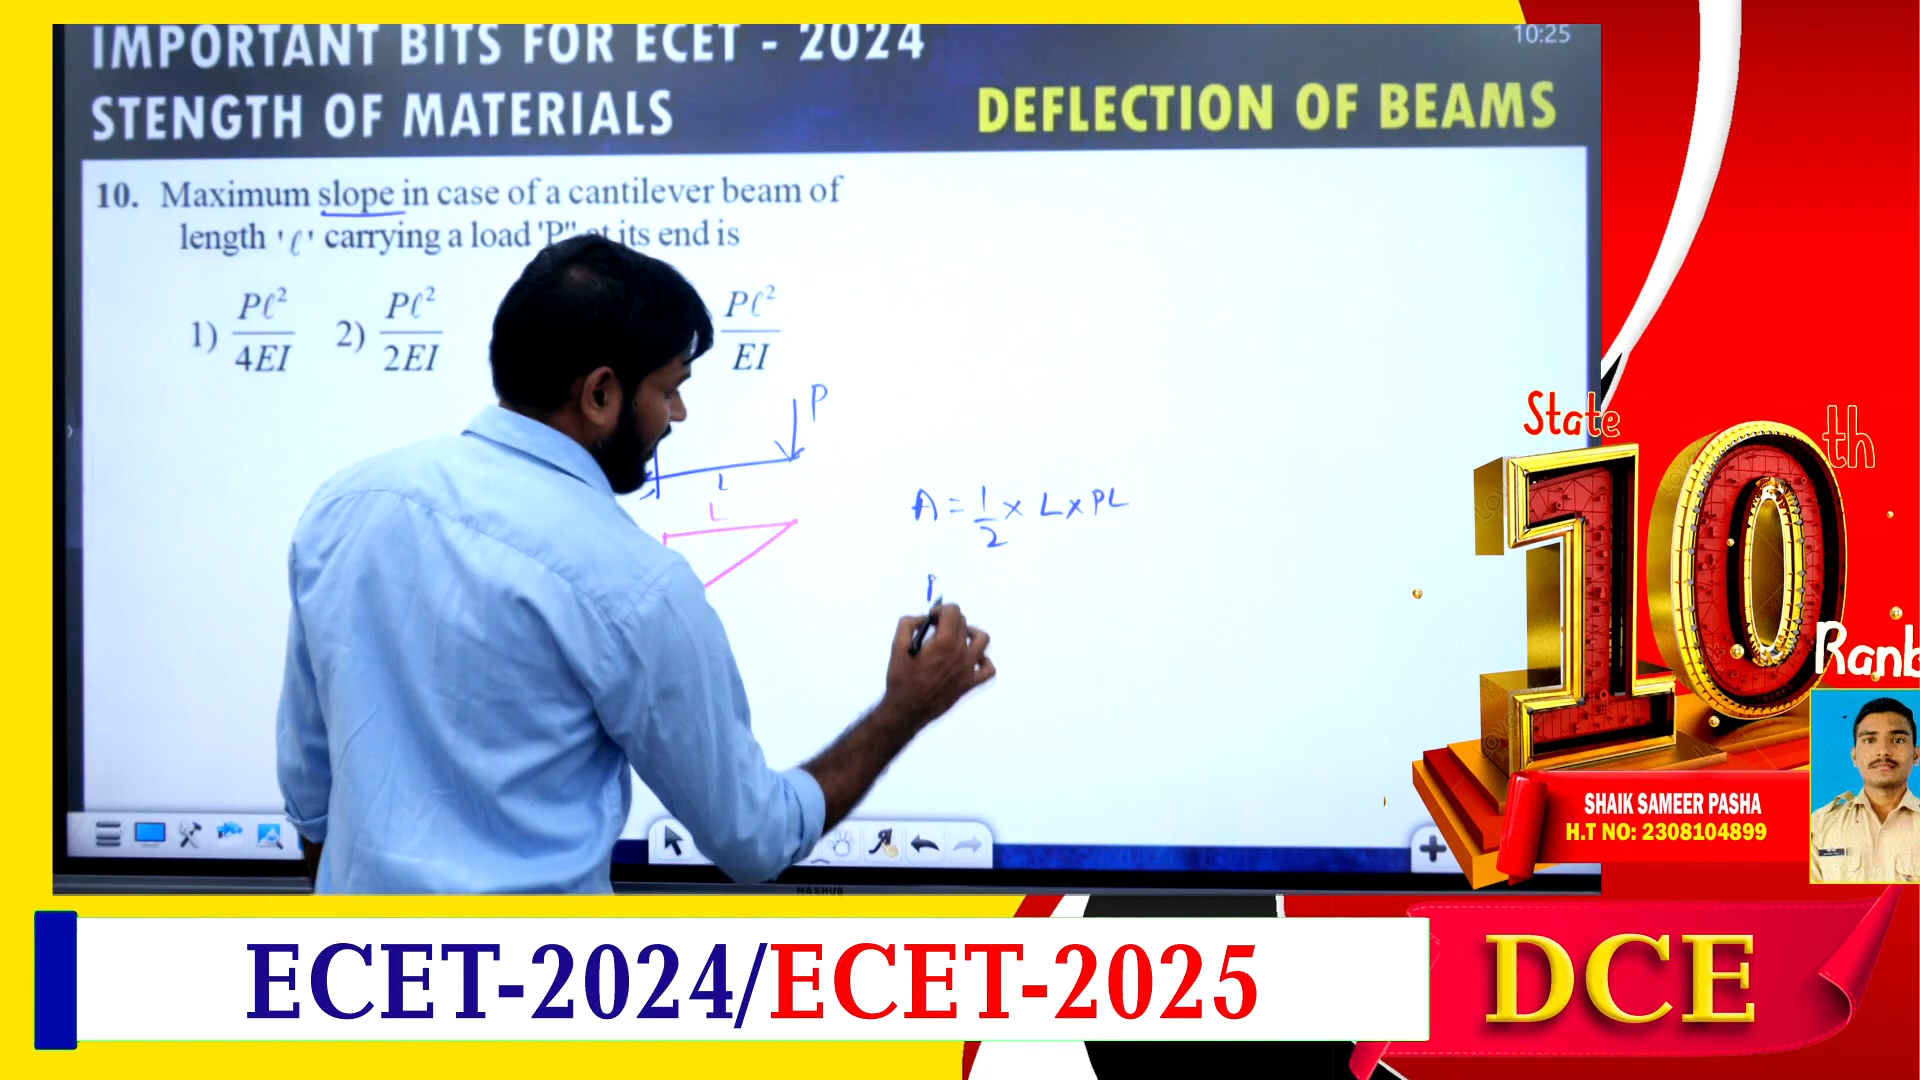 IMPORTANT BITS FOR ECET - 2024
10:25
STENGTH OF MATERIALS
DEFLECTION OF BEAMS
10. Maximum slope in case of a cantilever beam of
length 'ℓ' carrying a load 'P" at its end is
1) Pℓ²/4EI 2) Pℓ²/2EI Pℓ²/EI
P
L
L
A = 1/2 × L × PL
State
10th
Rank
SHAIK SAMEER PASHA
H.T NO: 2308104899
MAXHUB
ECET-2024/ECET-2025
DCE